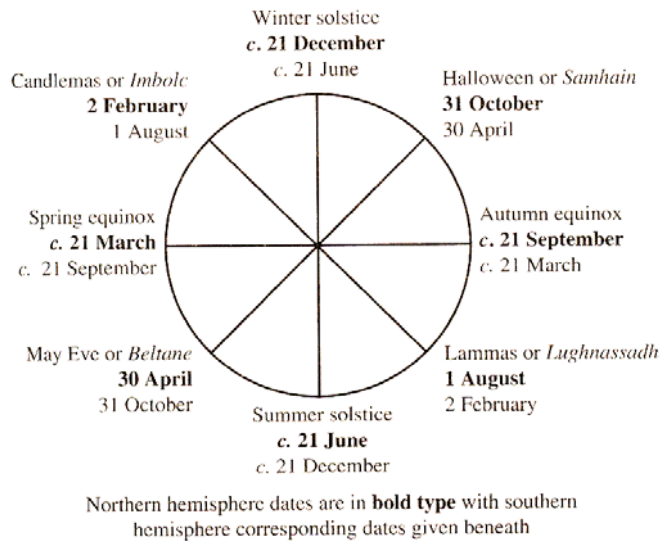 Winter solstice
c. 21 December
c. 21 June
Candlemas or Imbolc
2 February
1 August
Halloween or Samhain
31 October
30 April
Spring equinox
c. 21 March
c. 21 September
Autumn equinox
c. 21 September
c. 21 March
May Eve or Beltane
30 April
31 October
Lammas or Lughnassadh
1 August
2 February
Summer solstice
c. 21 June
c. 21 December
Northern hemisphere dates are in bold type with southern
hemisphere corresponding dates given beneath